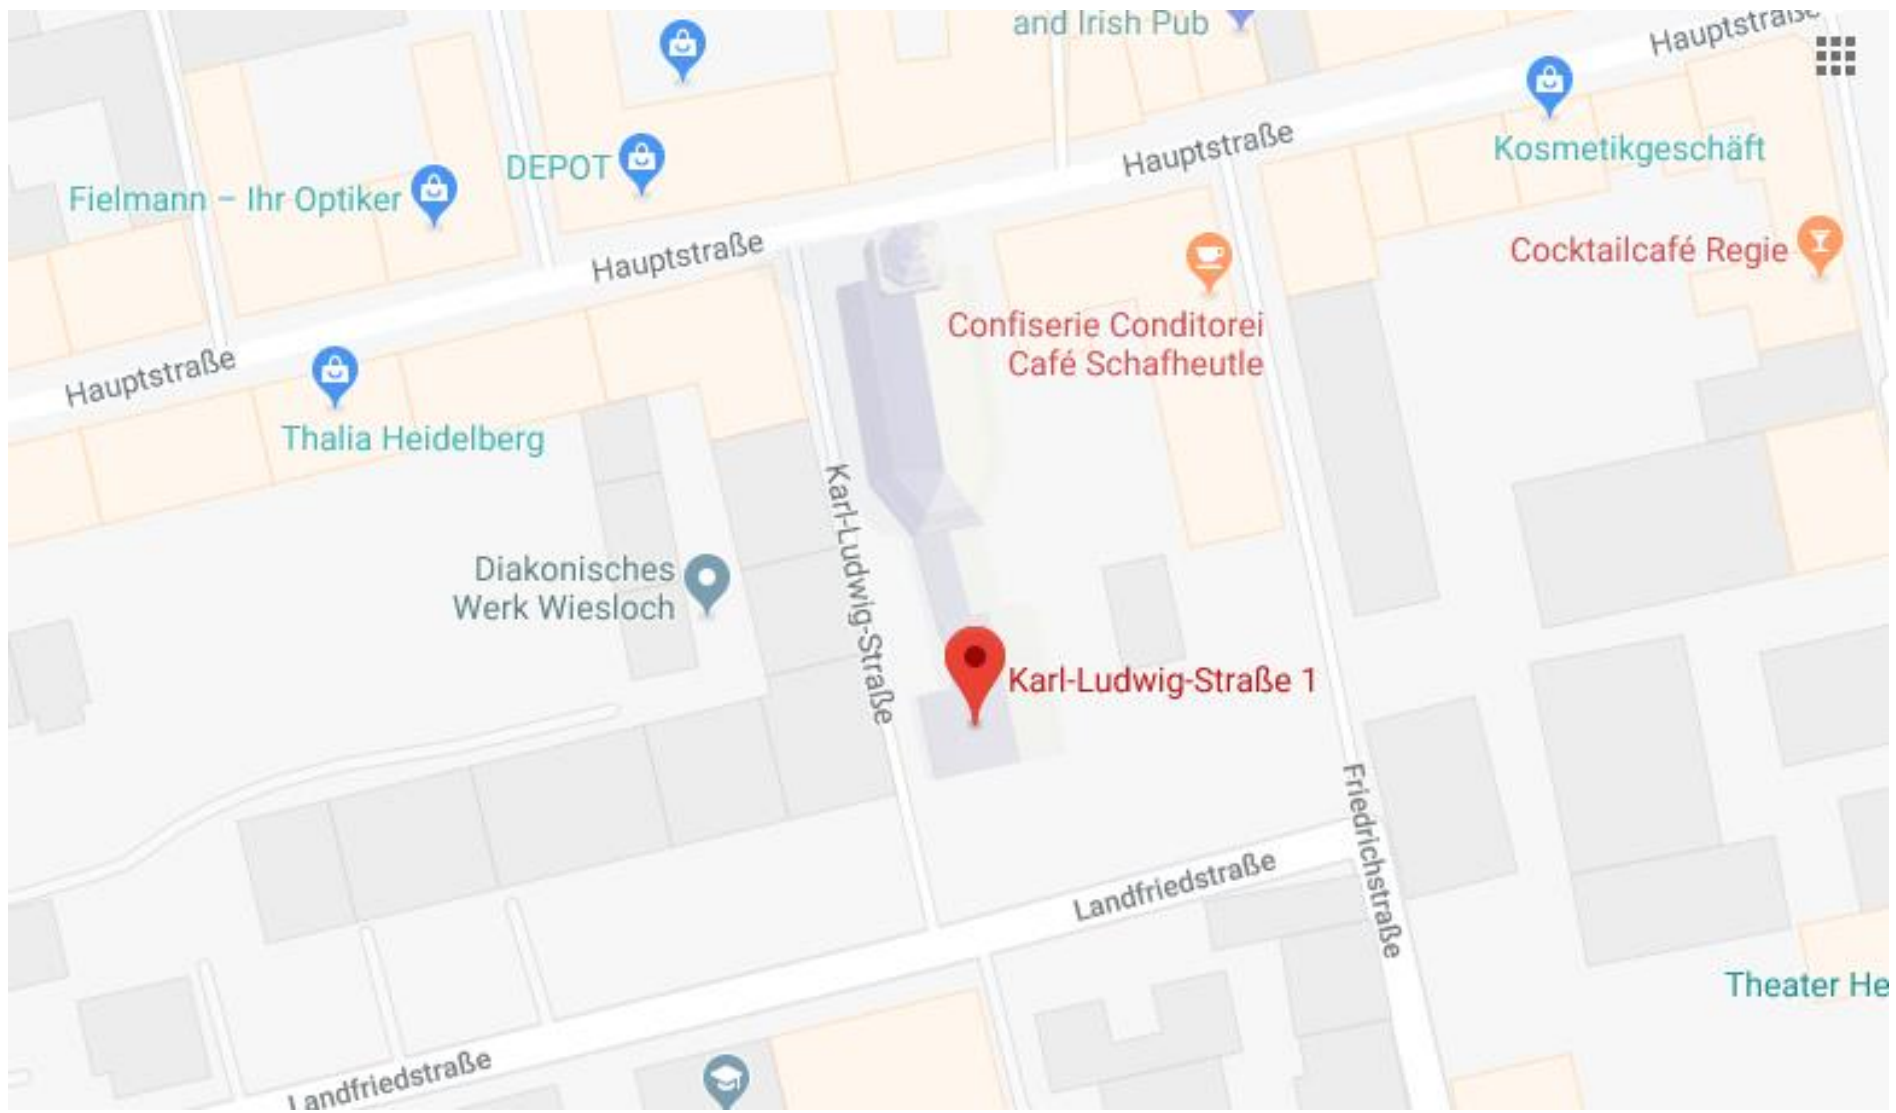 and Irish Pub
Hauptstraße
Hauptstraße
Kosmetikgeschäft
DEPOT
Fielmann – Ihr Optiker
Hauptstraße
Cocktailcafé Regie
Confiserie Conditorei
Café Schafheutle
Hauptstraße
Thalia Heidelberg
Karl-Ludwig-Straße
Diakonisches
Werk Wiesloch
Karl-Ludwig-Straße 1
Friedrichstraße
Landfriedstraße
Theater He
Landfriedstraße